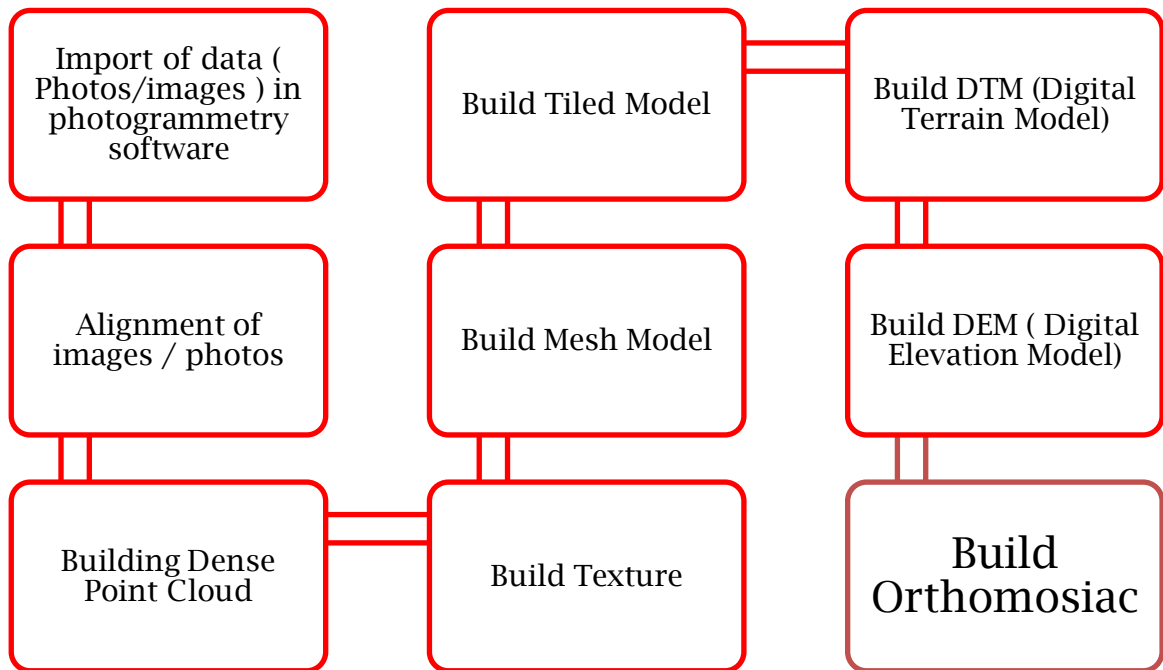 Import of data (
Photos/images ) in
photogrammetry
software
Alignment of
images / photos
Building Dense
Point Cloud
Build Texture
Build Mesh Model
Build Tiled Model
Build DTM (Digital
Terrain Model)
Build DEM ( Digital
Elevation Model)
Build
Orthomosiac